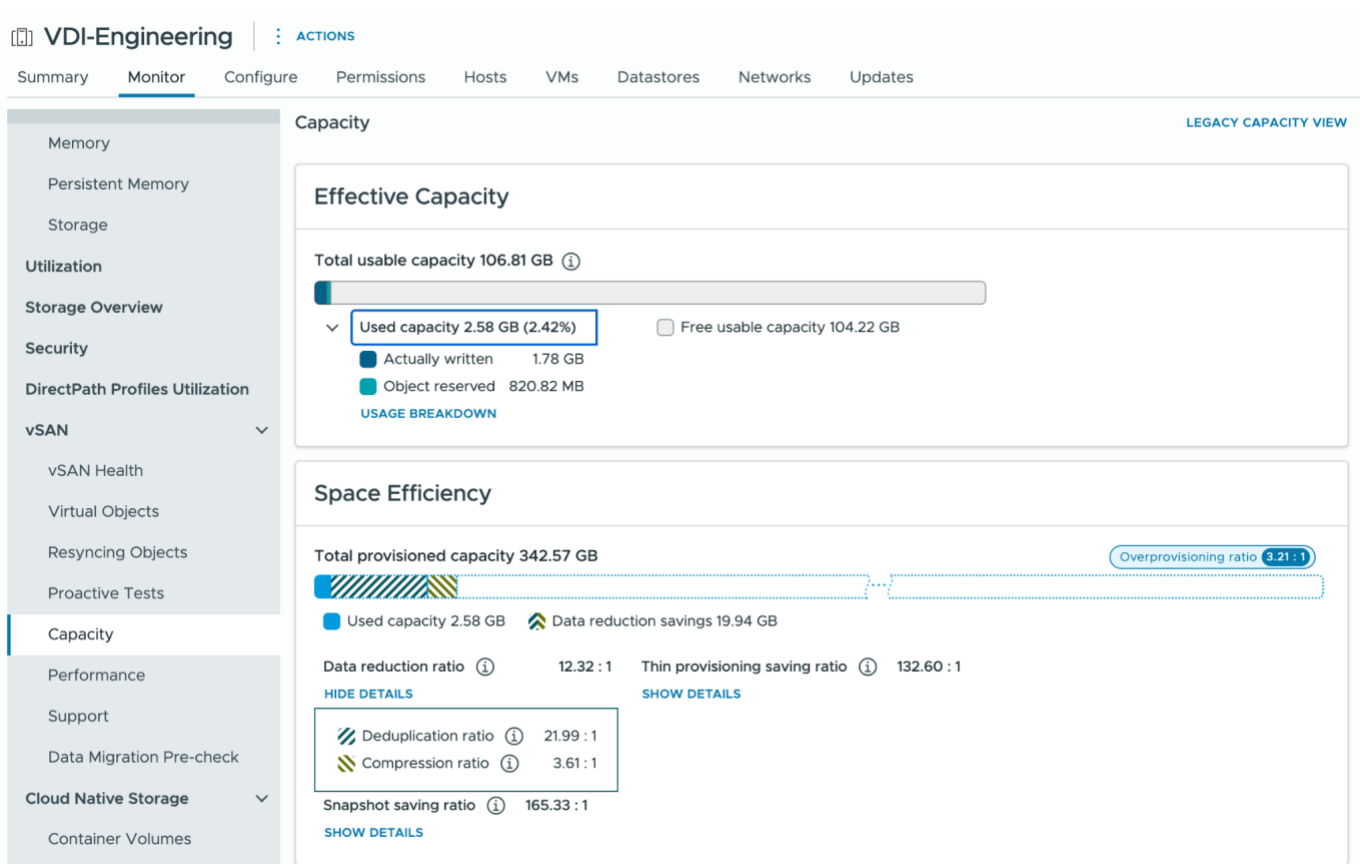 VDI-Engineering
ACTIONS
Summary Monitor Configure Permissions Hosts VMs Datastores Networks Updates
Memory
Persistent Memory
Storage
Utilization
Storage Overview
Security
DirectPath Profiles Utilization
vSAN
vSAN Health
Virtual Objects
Resyncing Objects
Proactive Tests
Capacity
Performance
Support
Data Migration Pre-check
Cloud Native Storage
Container Volumes
Capacity
LEGACY CAPACITY VIEW
Effective Capacity
Total usable capacity 106.81 GB
Used capacity 2.58 GB (2.42%) Free usable capacity 104.22 GB
Actually written 1.78 GB
Object reserved 820.82 MB
USAGE BREAKDOWN
Space Efficiency
Total provisioned capacity 342.57 GB
Overprovisioning ratio 3.21 : 1
Used capacity 2.58 GB Data reduction savings 19.94 GB
Data reduction ratio 12.32 : 1 Thin provisioning saving ratio 132.60 : 1
HIDE DETAILS SHOW DETAILS
Deduplication ratio 21.99 : 1
Compression ratio 3.61 : 1
Snapshot saving ratio 165.33 : 1
SHOW DETAILS